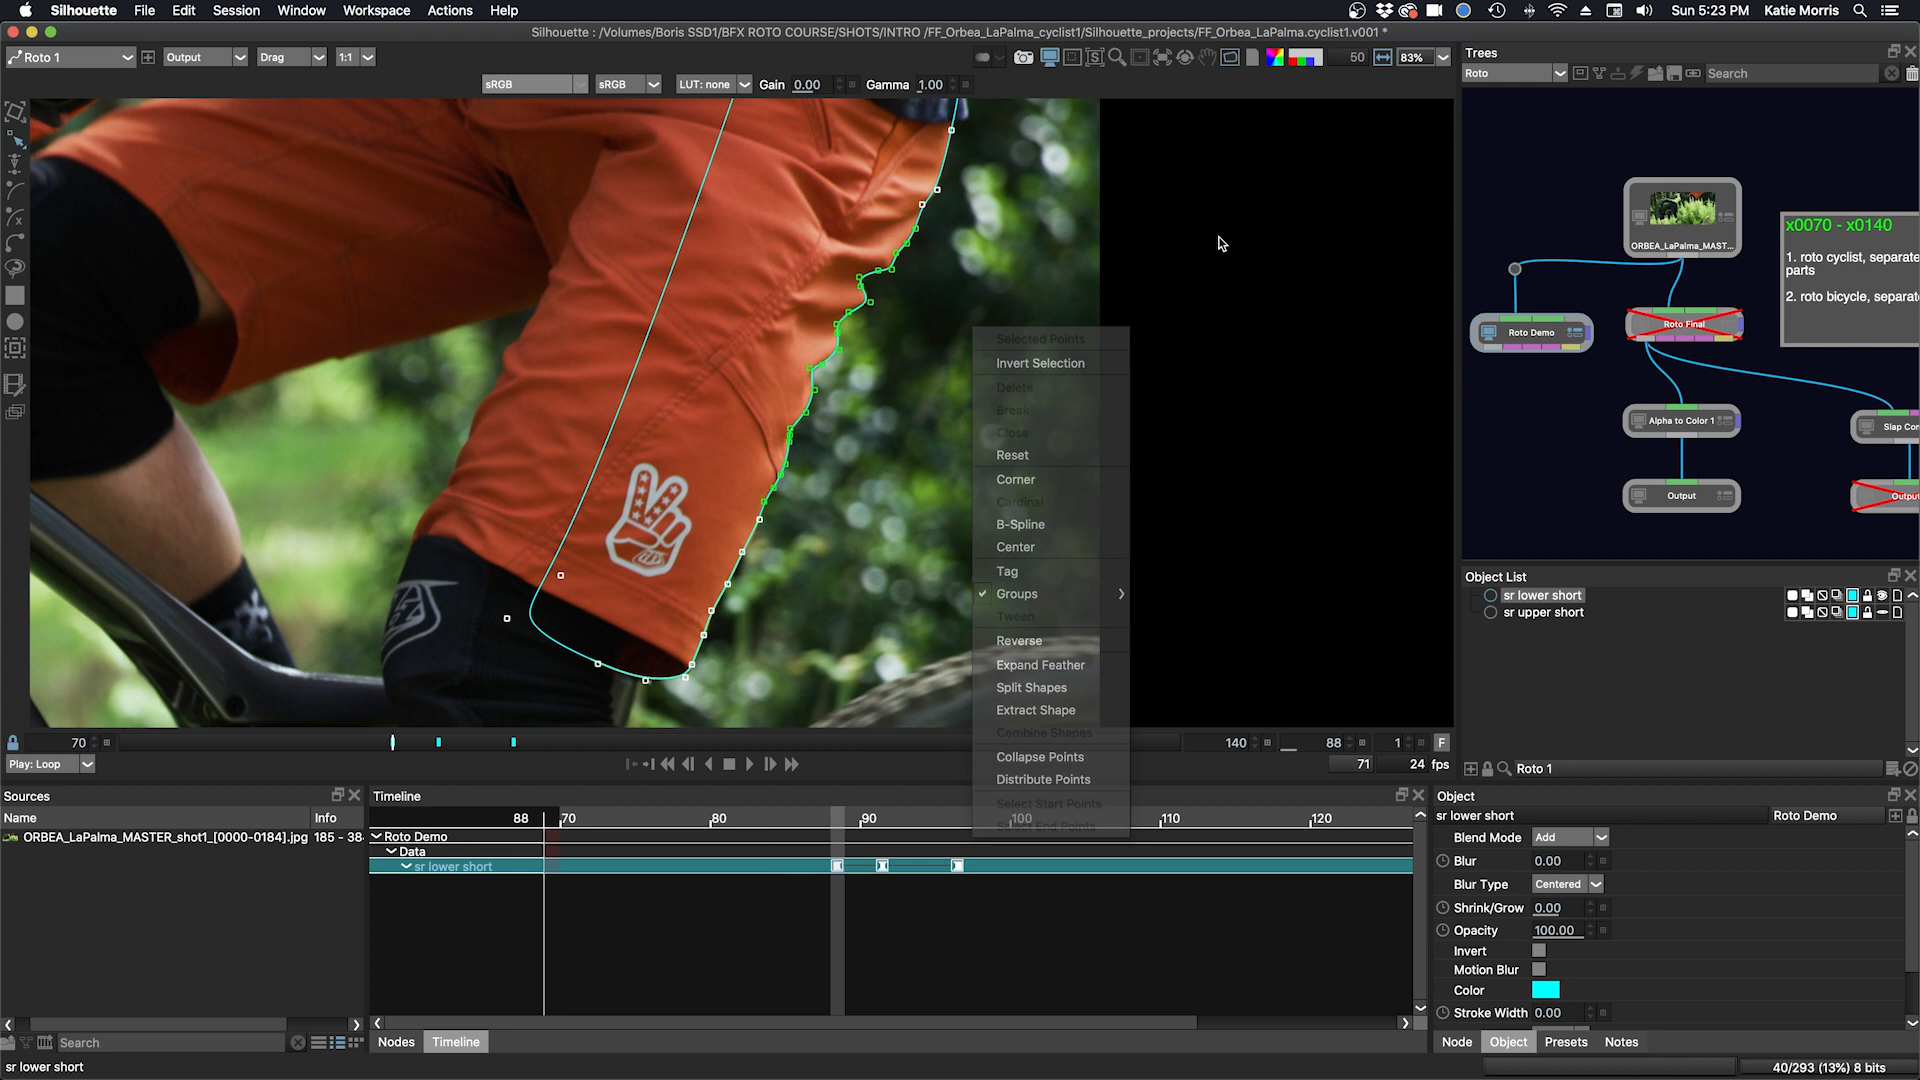 Silhouette File Edit Session Window Workspace Actions Help Sun 5:23 PM Katie Morris
Silhouette : /Volumes/Boris SSD1/BFX ROTO COURSE/SHOTS/INTRO /FF_Orbea_LaPalma_cyclist1/Silhouette_projects/FF_Orbea_LaPalma.cyclist1.v001 *
Roto 1 Output Drag 1:1 50 83%
sRGB sRGB LUT: none Gain 0.00 Gamma 1.00
Trees
Roto Search
ORBEA_LaPalma_MAST...
x0070 - x0140
1. roto cyclist, separate
parts
2. roto bicycle, separat
Roto Demo
Roto Final
Alpha to Color 1
Slap Con
Output
Output
Selected Points
Invert Selection
Delete
Break
Close
Reset
Corner
Cardinal
B-Spline
Center
Tag
Groups
Tween
Reverse
Expand Feather
Split Shapes
Extract Shape
Combine Shapes
Collapse Points
Distribute Points
Select Start Points
Select End Points
Object List
sr lower short
sr upper short
Roto 1
70 140 88 1 F
Play: Loop 71 24 fps
Sources
Name Info
ORBEA_LaPalma_MASTER_shot1_[0000-0184].jpg 185 - 38
Search
Timeline
88 70 80 90 100 110 120
Roto Demo
Data
sr lower short
Nodes Timeline
Object
sr lower short Roto Demo
Blend Mode Add
Blur 0.00
Blur Type Centered
Shrink/Grow 0.00
Opacity 100.00
Invert
Motion Blur
Color
Stroke Width 0.00
Node Object Presets Notes
sr lower short 40/293 (13%) 8 bits